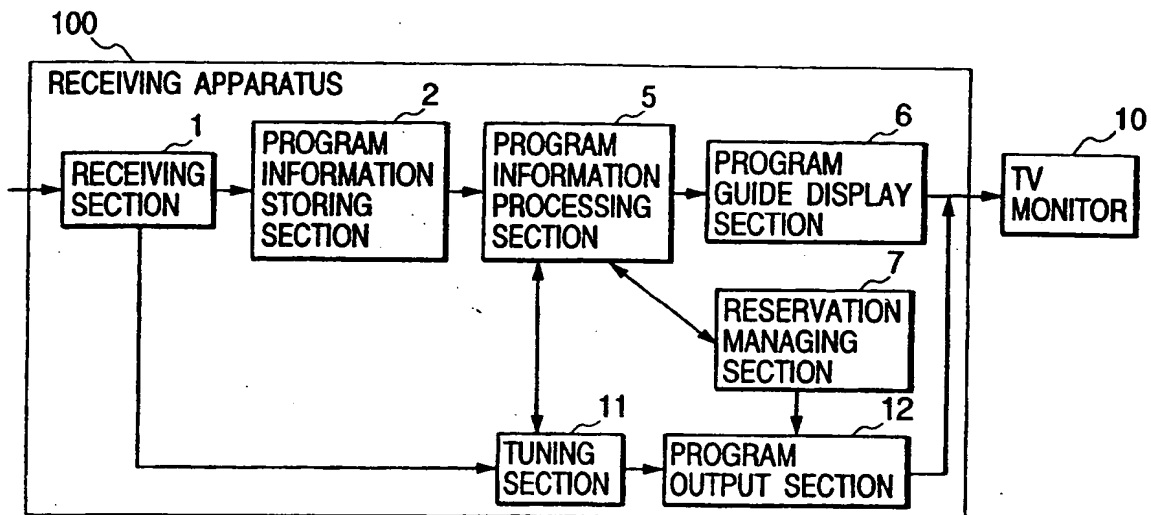 100
RECEIVING APPARATUS
1
RECEIVING
SECTION
2
PROGRAM
INFORMATION
STORING
SECTION
5
PROGRAM
INFORMATION
PROCESSING
SECTION
6
PROGRAM
GUIDE DISPLAY
SECTION
10
TV
MONITOR
7
RESERVATION
MANAGING
SECTION
11
TUNING
SECTION
12
PROGRAM
OUTPUT SECTION